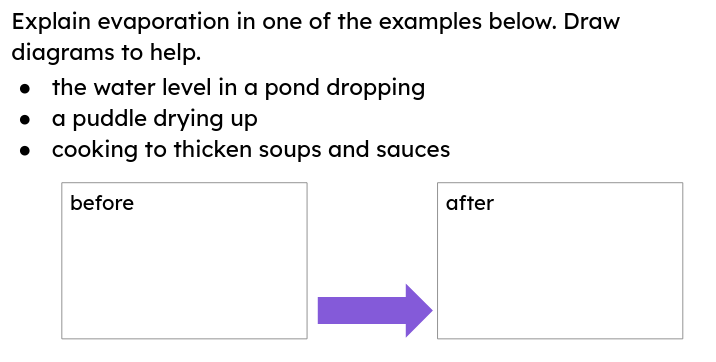 Explain evaporation in one of the examples below. Draw
diagrams to help.
● the water level in a pond dropping
● a puddle drying up
● cooking to thicken soups and sauces
before
after